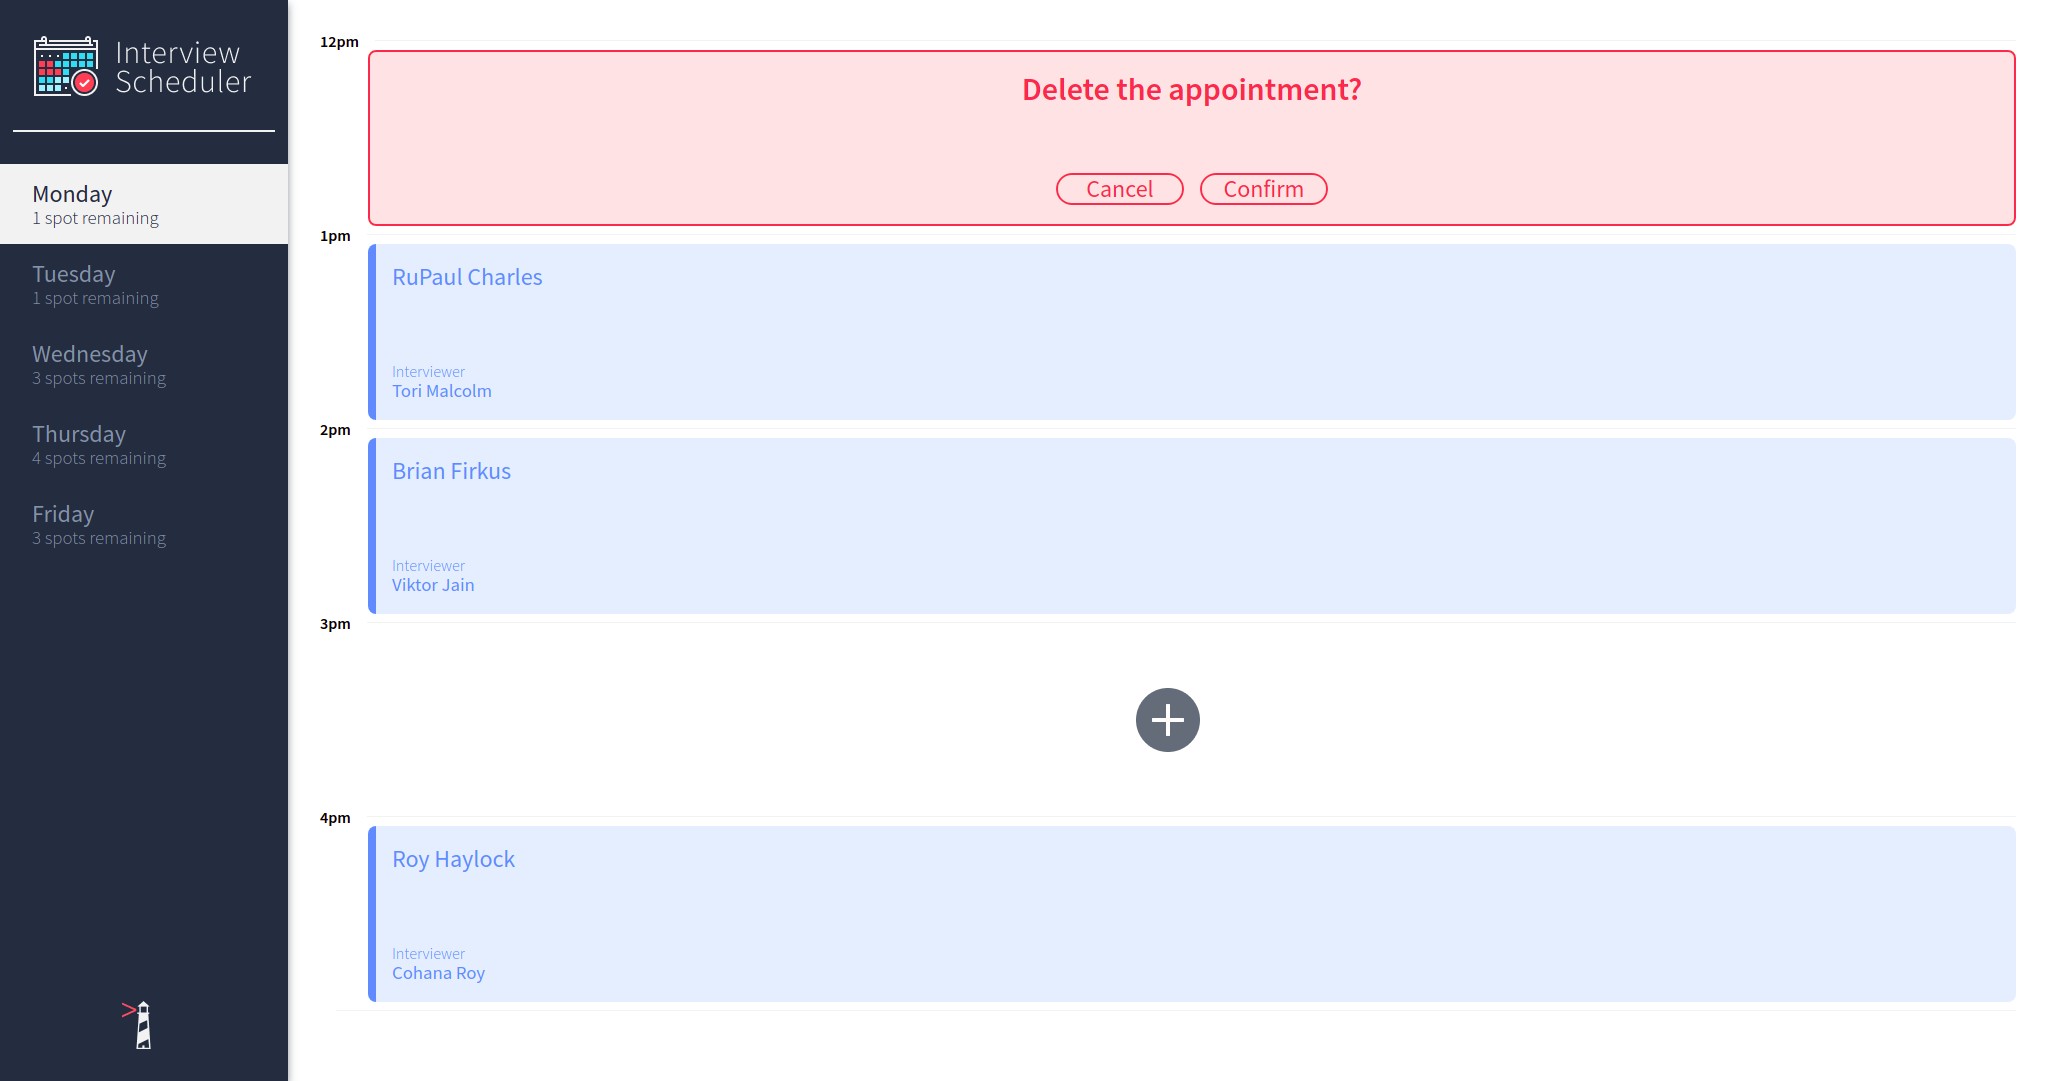 Interview
Scheduler
Monday
1 spot remaining
Tuesday
1 spot remaining
Wednesday
3 spots remaining
Thursday
4 spots remaining
Friday
3 spots remaining
12pm
Delete the appointment?
Cancel Confirm
1pm
RuPaul Charles
Interviewer
Tori Malcolm
2pm
Brian Firkus
Interviewer
Viktor Jain
3pm
4pm
Roy Haylock
Interviewer
Cohana Roy